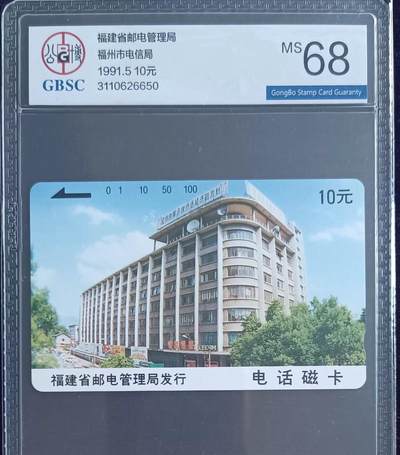 福建省邮电管理局
福州市电信局
1991.5 10元
3110626650
公博
GBSC
MS 68
GongBo Stamp Card Guaranty
0 1 10 50 100
10元
福建省邮电管理局发行
电话磁卡